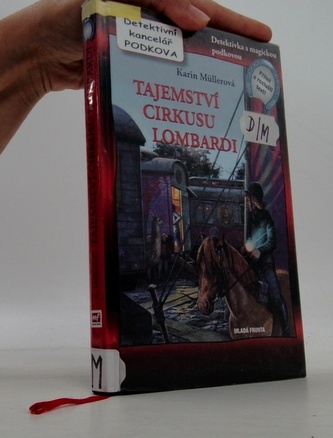 Detektivní
kancelář
PODKOVA
Detektivka s magickou
podkovou
Karin Müllerová
TAJEMSTVÍ
CIRKUSU
LOMBARDI
D/M
MLADÁ FRONTA
M